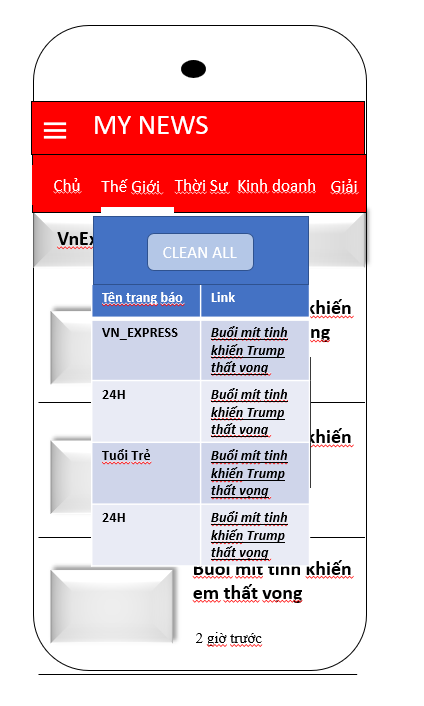 MY NEWS
Chủ Thế Giới Thời Sự Kinh doanh Giải
VnEx
CLEAN ALL
Tên trang báo Link
khiến
VN_EXPRESS
Buổi mít tinh
ng
khiến Trump
thất vọng
24H
Buổi mít tinh
khiến Trump
thất vọng
khiến
Tuổi Trẻ
Buổi mít tinh
khiến Trump
thất vọng
24H
Buổi mít tinh
khiến Trump
thất vọng
Buổi mít tinh khiến
em thất vọng
2 giờ trước